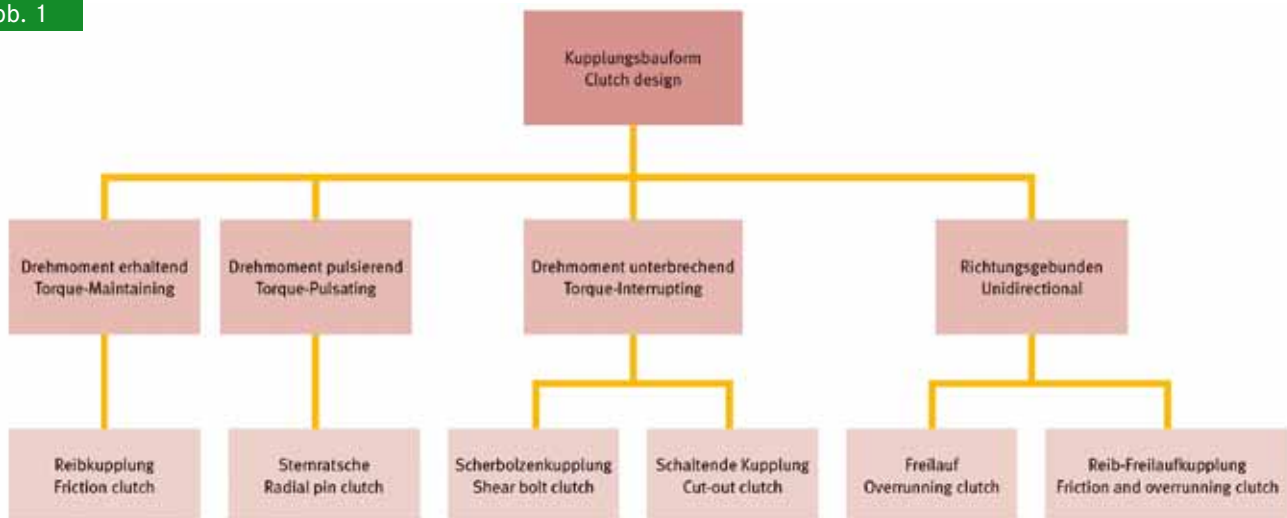 bb. 1
Kupplungsbauform
Clutch design
Drehmoment erhaltend
Torque-Maintaining
Drehmoment pulsierend
Torque-Pulsating
Drehmoment unterbrechend
Torque-Interrupting
Richtungsgebunden
Unidirectional
Reibkupplung
Friction clutch
Sternratsche
Radial pin clutch
Scherbolzenkupplung
Shear bolt clutch
Schaltende Kupplung
Cut-out clutch
Freilauf
Overrunning clutch
Reib-Freilaufkupplung
Friction and overrunning clutch